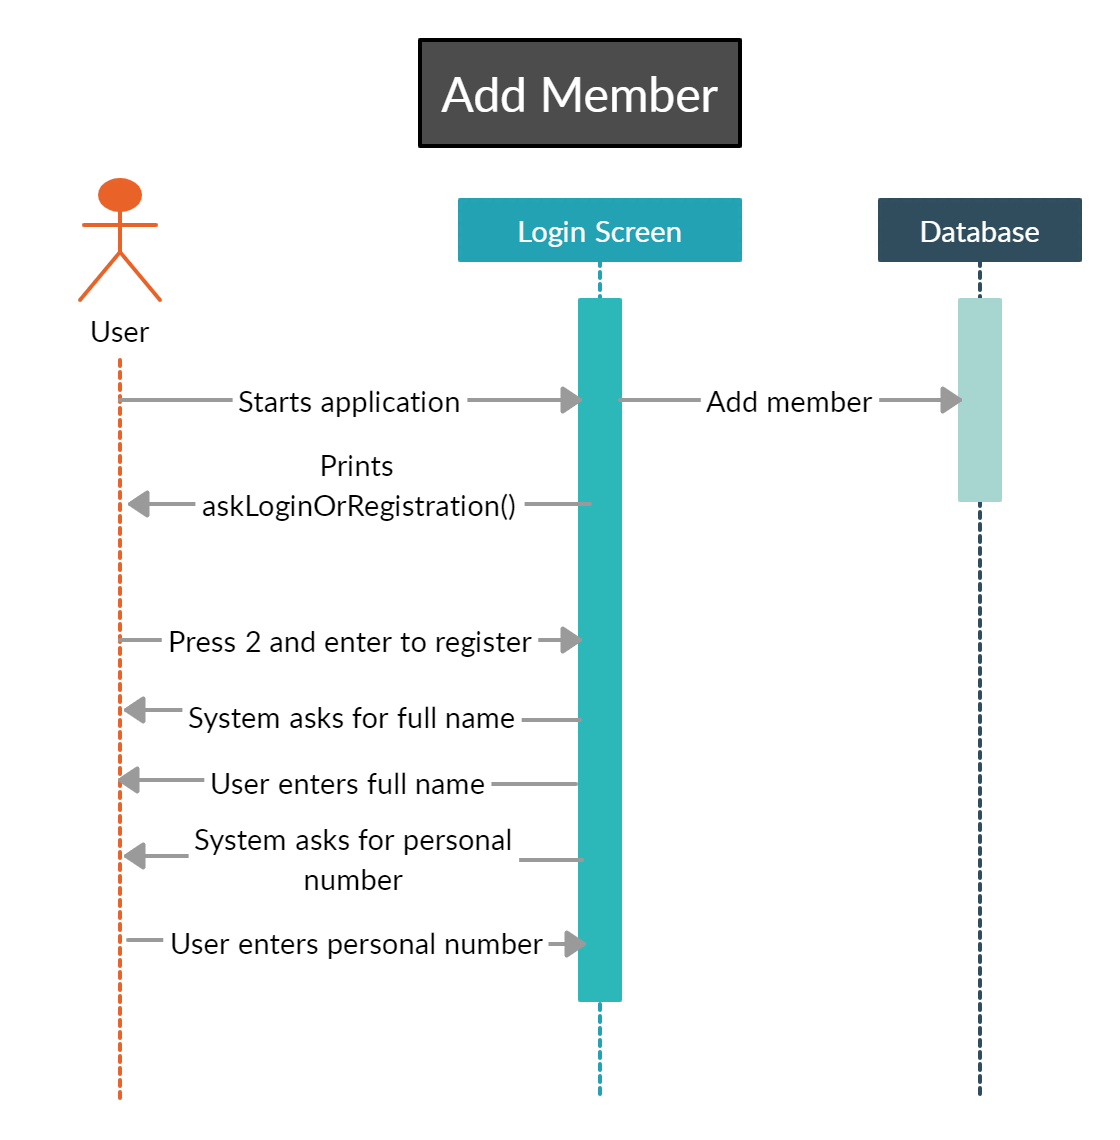 Add Member
Login Screen
Database
User
Starts application
Add member
Prints
askLoginOrRegistration()
Press 2 and enter to register
System asks for full name
User enters full name
System asks for personal
number
User enters personal number